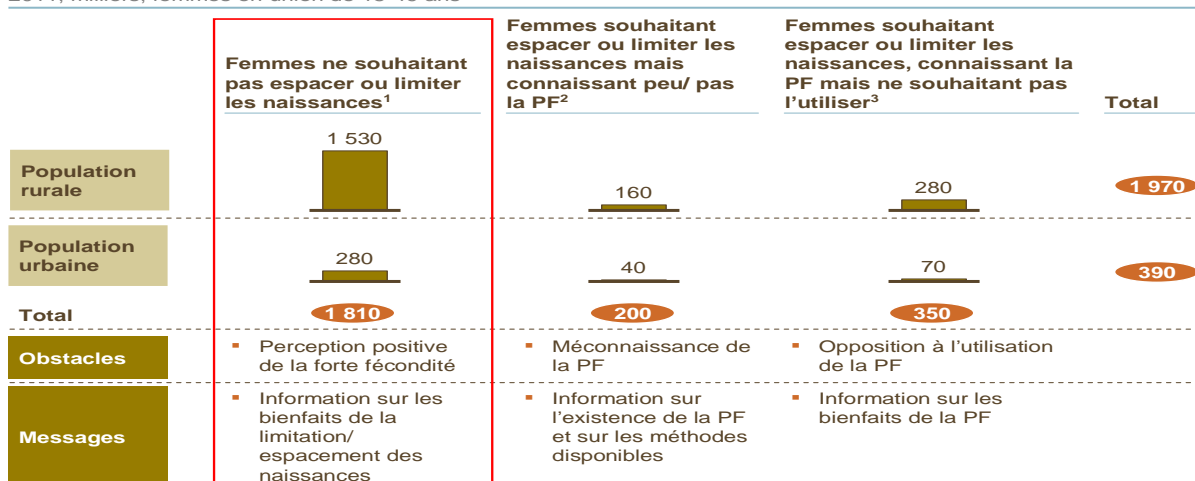 Femmes ne souhaitant
pas espacer ou limiter
les naissances¹
Femmes souhaitant
espacer ou limiter les
naissances mais
connaissant peu/ pas
la PF²
Femmes souhaitant
espacer ou limiter les
naissances, connaissant la
PF mais ne souhaitant pas
l'utiliser³
Total
Population
rurale
1 530
160
280
1 970
Population
urbaine
280
40
70
390
Total
1 810
200
350
Obstacles
▪ Perception positive
de la forte fécondité
▪ Méconnaissance de
la PF
▪ Opposition à l'utilisation
de la PF
Messages
▪ Information sur les
bienfaits de la
limitation/
espacement des
naissances
▪ Information sur
l'existence de la PF
et sur les méthodes
disponibles
▪ Information sur les
bienfaits de la PF